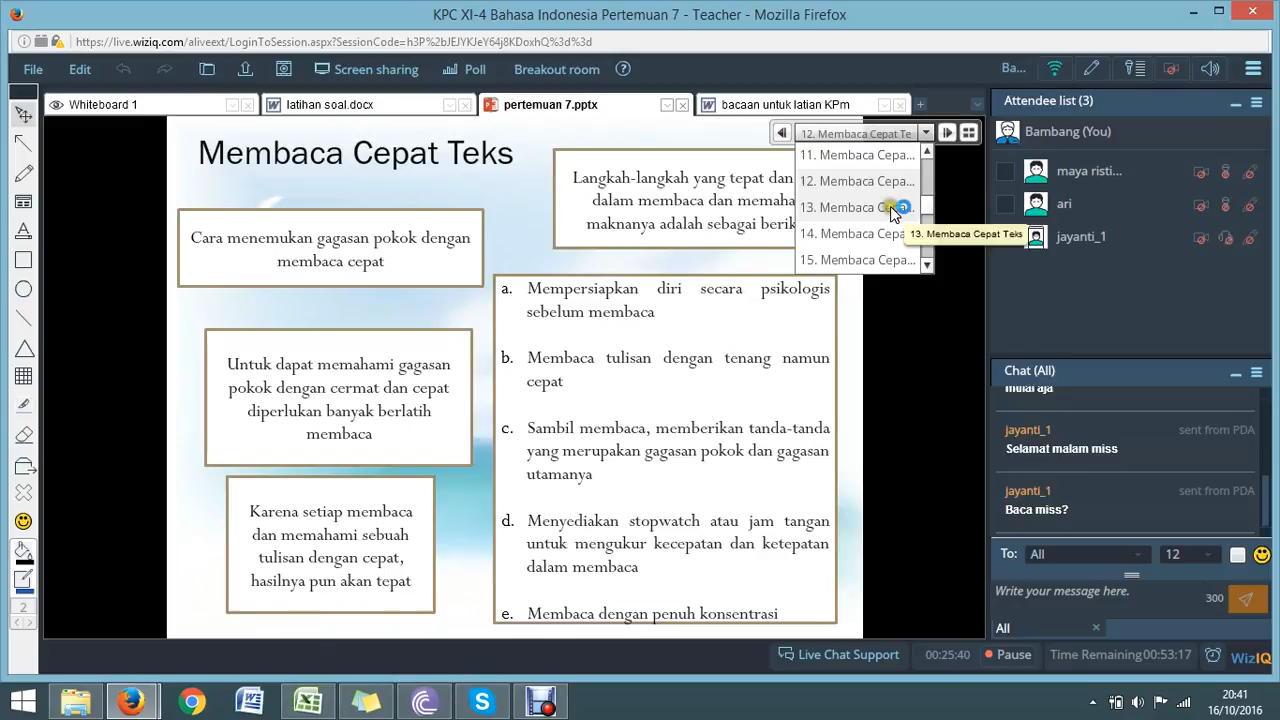 KPC XI-4 Bahasa Indonesia Pertemuan 7 - Teacher - Mozilla Firefox
https://live.wiziq.com/aliveext/LoginToSession.aspx?SessionCode=h3P%2bJEJYKJeY64j8KDoxhQ%3d%3d
File Edit Screen sharing Poll Breakout room Ba...
Whiteboard 1 latihan soal.docx pertemuan 7.pptx bacaan untuk latian KPm
Attendee list (3)
Bambang (You)
maya risti...
ari
jayanti_1
12. Membaca Cepat Te
11. Membaca Cepa...
12. Membaca Cepa...
13. Membaca Cepa...
14. Membaca Cepa
15. Membaca Cepa...
13. Membaca Cepat Teks
Membaca Cepat Teks
Cara menemukan gagasan pokok dengan
membaca cepat
Untuk dapat memahami gagasan
pokok dengan cermat dan cepat
diperlukan banyak berlatih
membaca
Karena setiap membaca
dan memahami sebuah
tulisan dengan cepat,
hasilnya pun akan tepat
Langkah-langkah yang tepat dan
dalam membaca dan memaha
maknanya adalah sebagai berik
a. Mempersiapkan diri secara psikologis
sebelum membaca
b. Membaca tulisan dengan tenang namun
cepat
c. Sambil membaca, memberikan tanda-tanda
yang merupakan gagasan pokok dan gagasan
utamanya
d. Menyediakan stopwatch atau jam tangan
untuk mengukur kecepatan dan ketepatan
dalam membaca
e. Membaca dengan penuh konsentrasi
Chat (All)
mulai aja
jayanti_1 sent from PDA
Selamat malam miss
jayanti_1 sent from PDA
Baca miss?
To: All 12
Write your message here.
300
All
2
Live Chat Support 00:25:40 Pause Time Remaining 00:53:17 WizIQ
20:41
16/10/2016